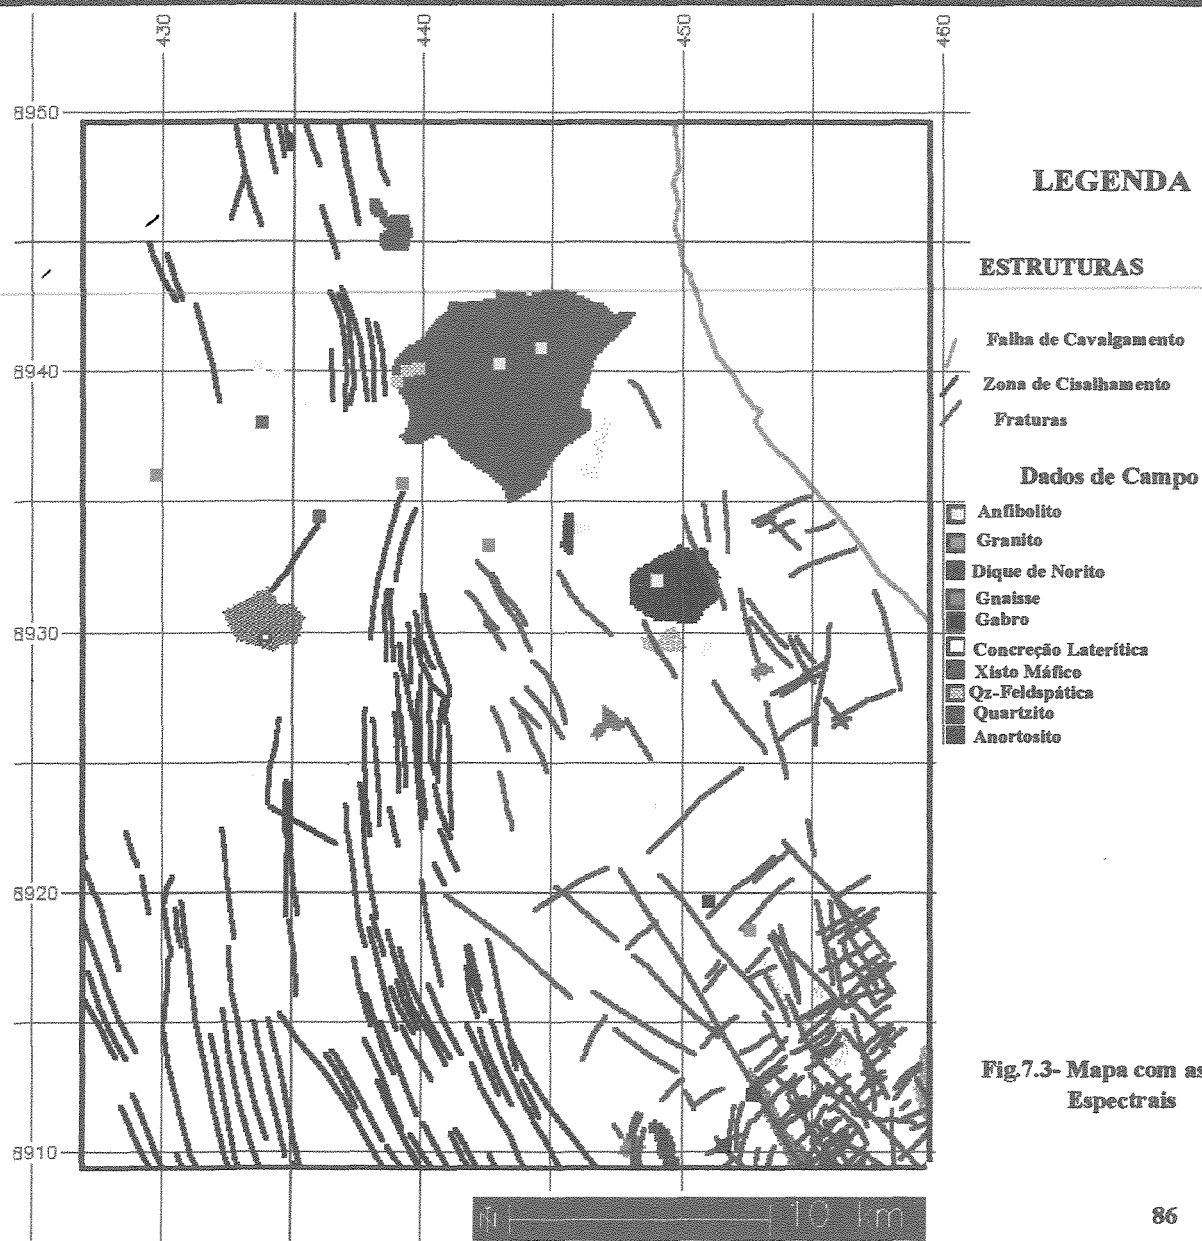 430 440 450 460
8950
8940
8930
8920
8910
LEGENDA
ESTRUTURAS
Falha de Cavalgamento
Zona de Cisalhamento
Fraturas
Dados de Campo
Anfibolito
Granito
Dique de Norito
Gnaisse
Gabro
Concreção Laterítica
Xisto Máfico
Qz-Feldspática
Quartzito
Anortosito
Fig.7.3- Mapa com as
Espectrais
10 km
86